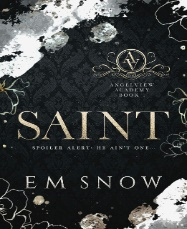 ANGELVIEW
ACADEMY
BOOK
SAINT
SPOILER ALERT: HE AIN'T ONE...
EM SNOW